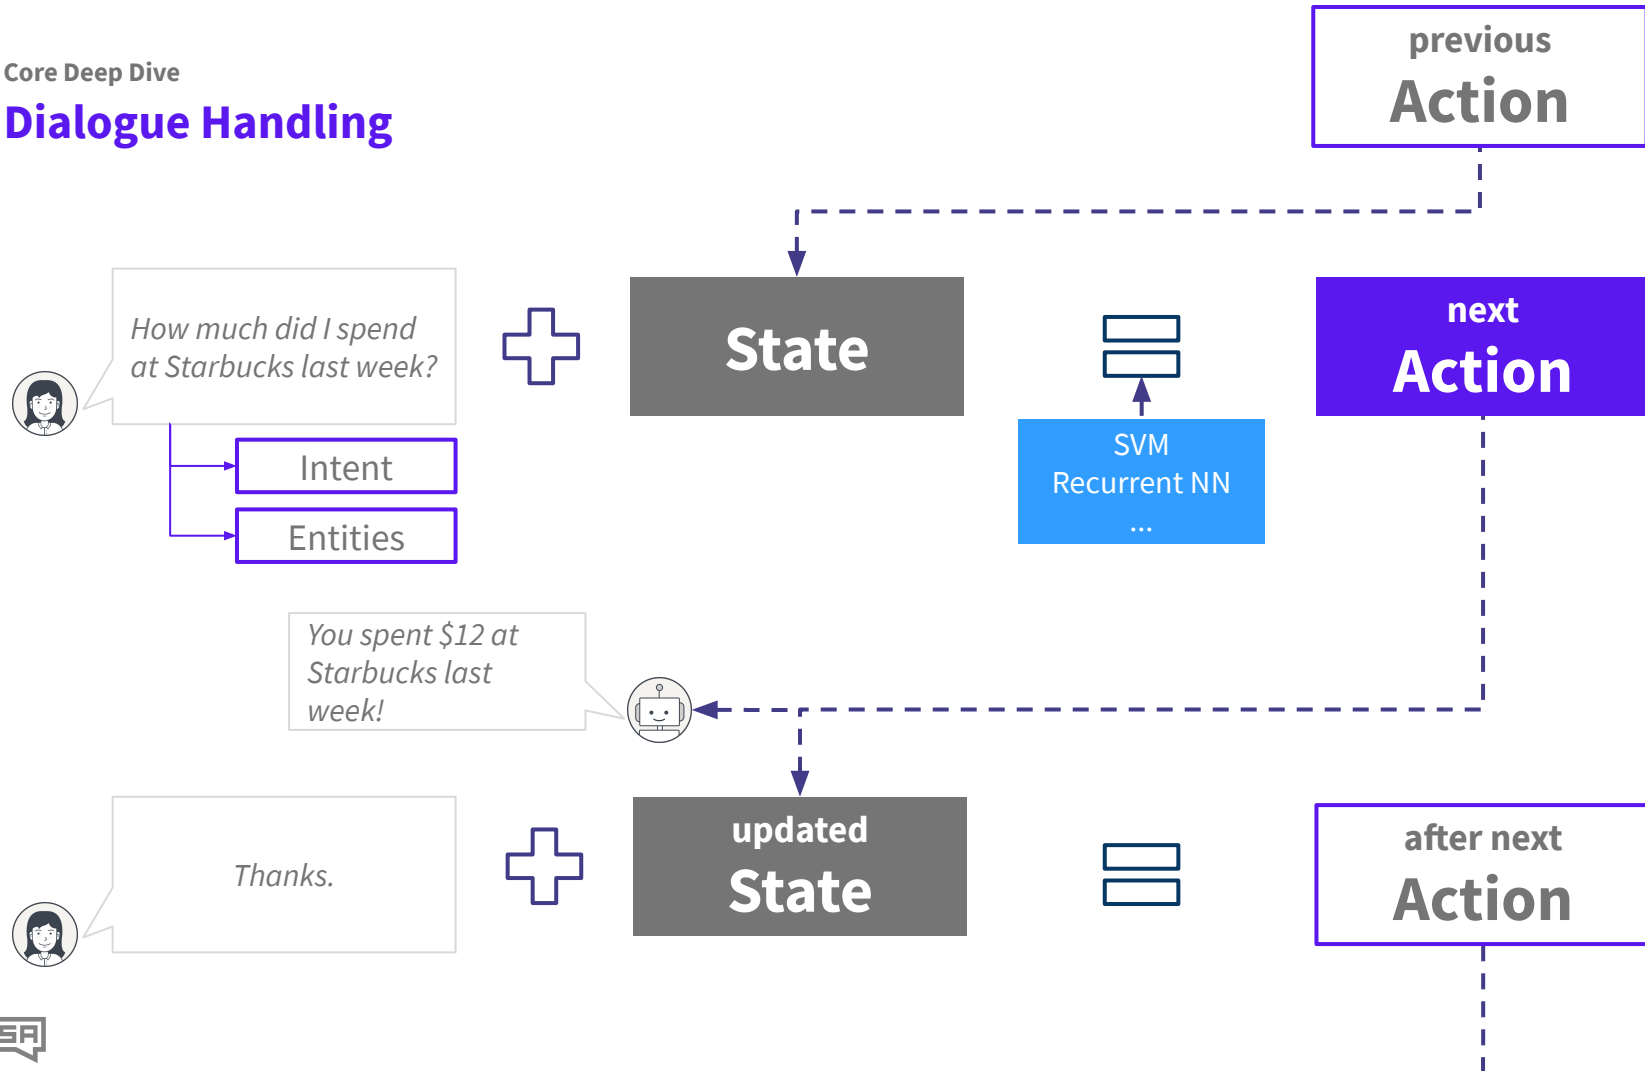 Core Deep Dive
Dialogue Handling
previous
Action
How much did I spend
at Starbucks last week?
State
next
Action
Intent
Entities
SVM
Recurrent NN
...
You spent $12 at
Starbucks last
week!
Thanks.
updated
State
after next
Action
SA